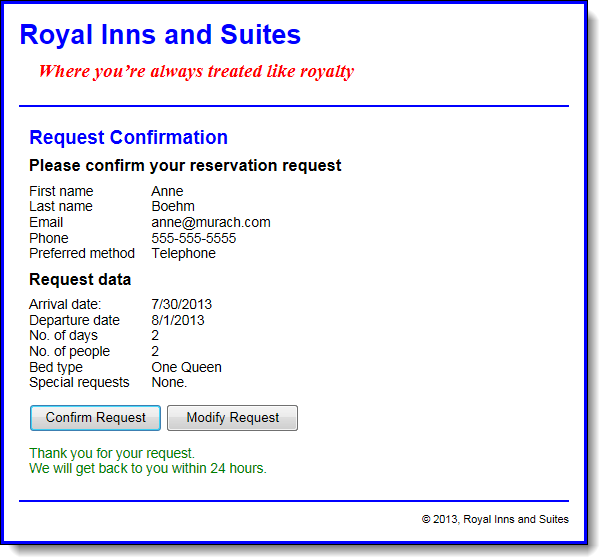 Royal Inns and Suites
Where you’re always treated like royalty
Request Confirmation
Please confirm your reservation request
First name Anne
Last name Boehm
Email anne@murach.com
Phone 555-555-5555
Preferred method Telephone
Request data
Arrival date: 7/30/2013
Departure date 8/1/2013
No. of days 2
No. of people 2
Bed type One Queen
Special requests None.
Confirm Request Modify Request
Thank you for your request.
We will get back to you within 24 hours.
© 2013, Royal Inns and Suites